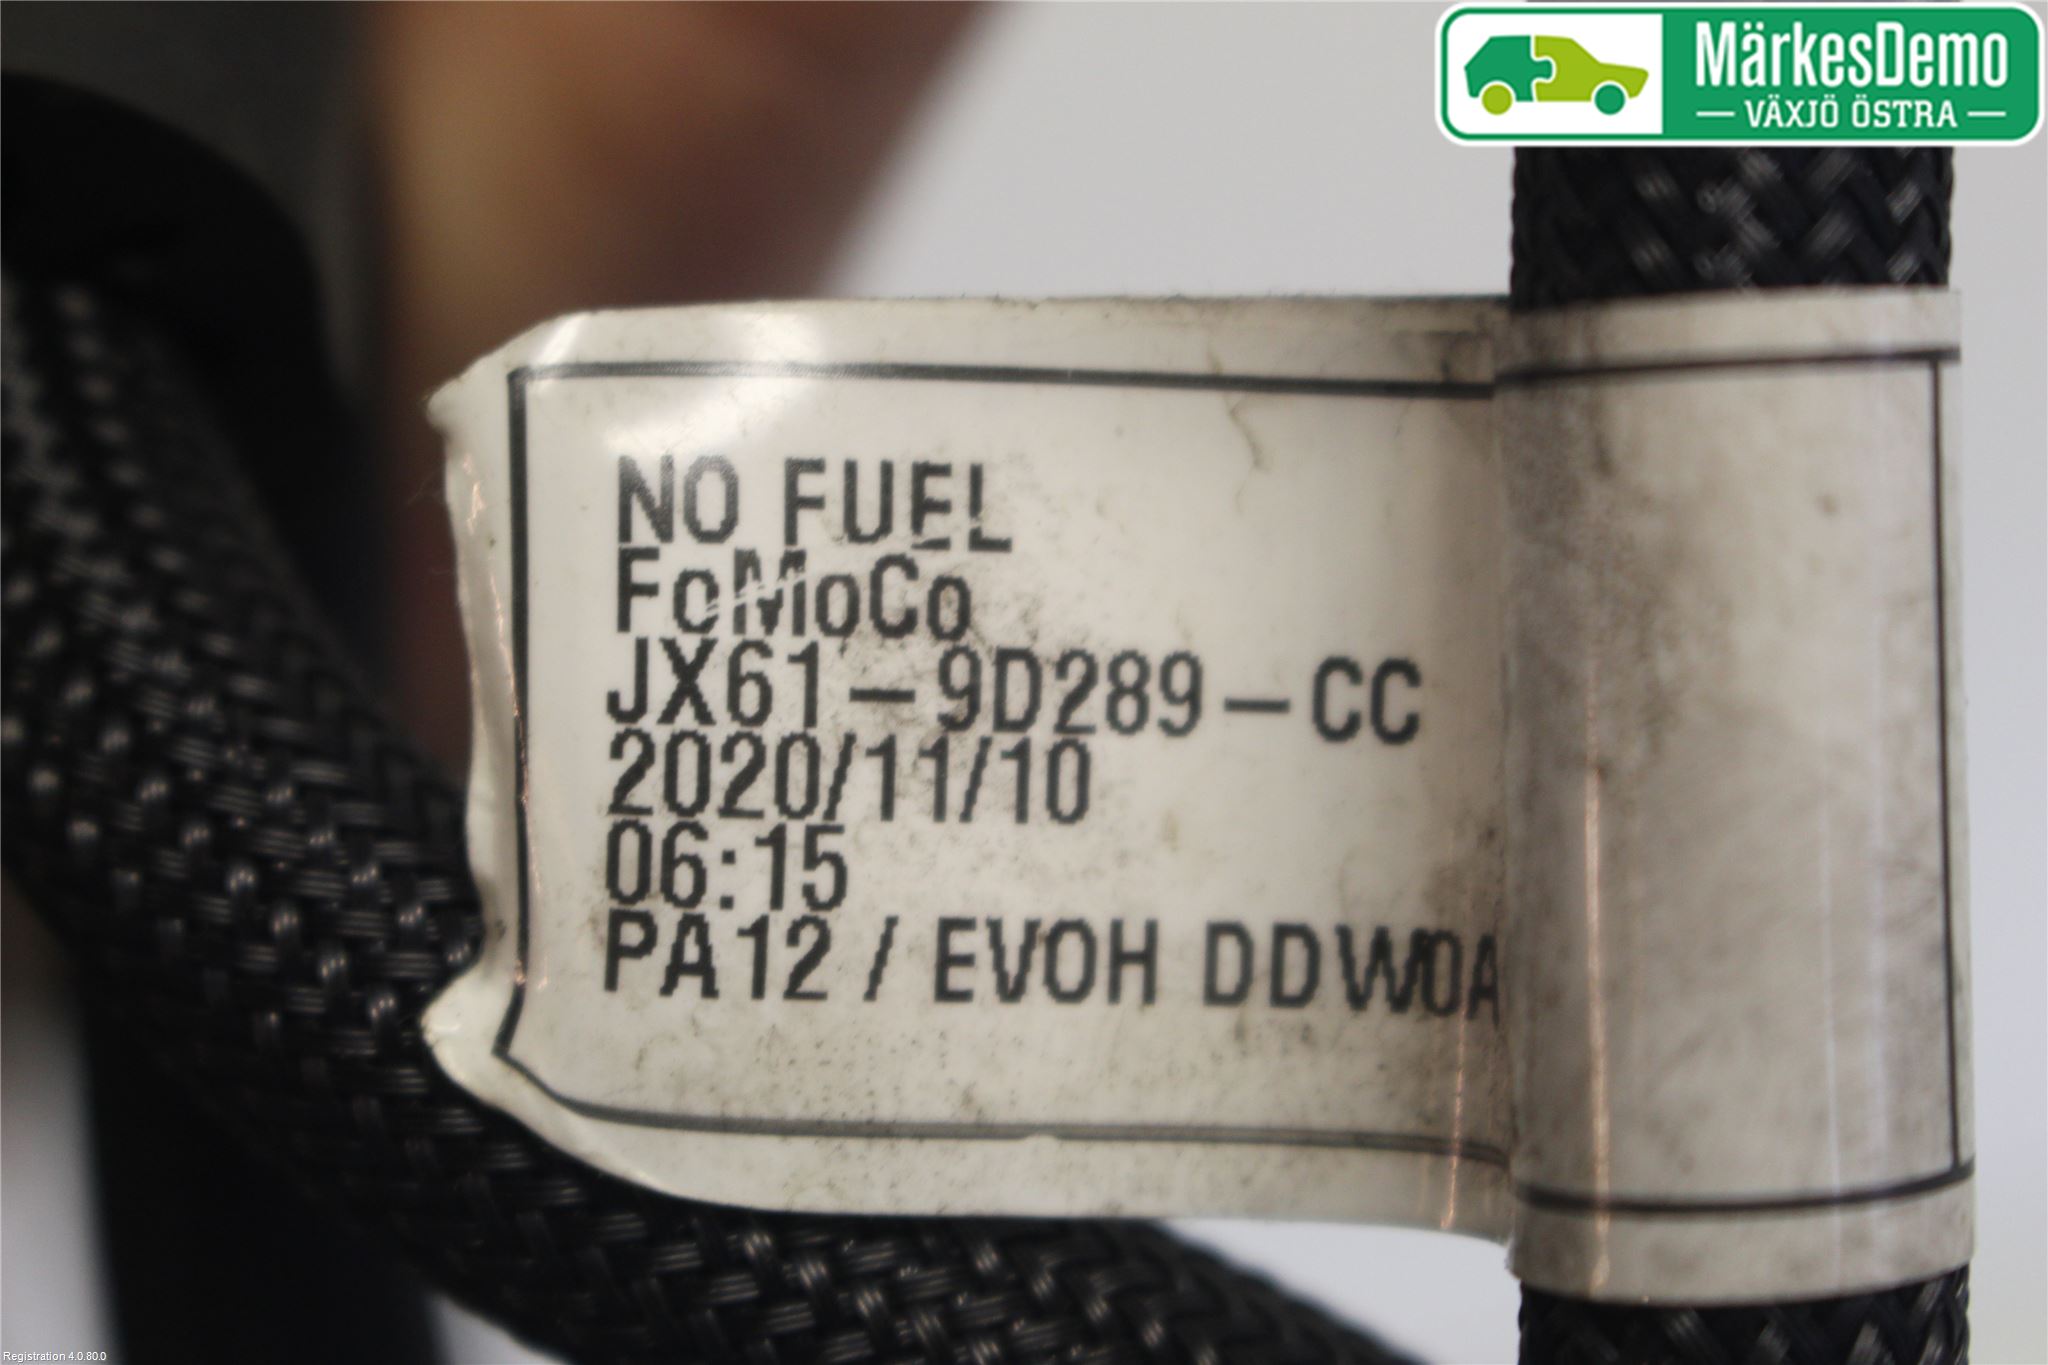 MärkesDemo
VÄXJÖ ÖSTRA
NO FUEL
FoMoCo
JX61-9D289-CC
2020/11/10
06:15
PA12 / EVOH DDW0A
Registration 4.0.80.0